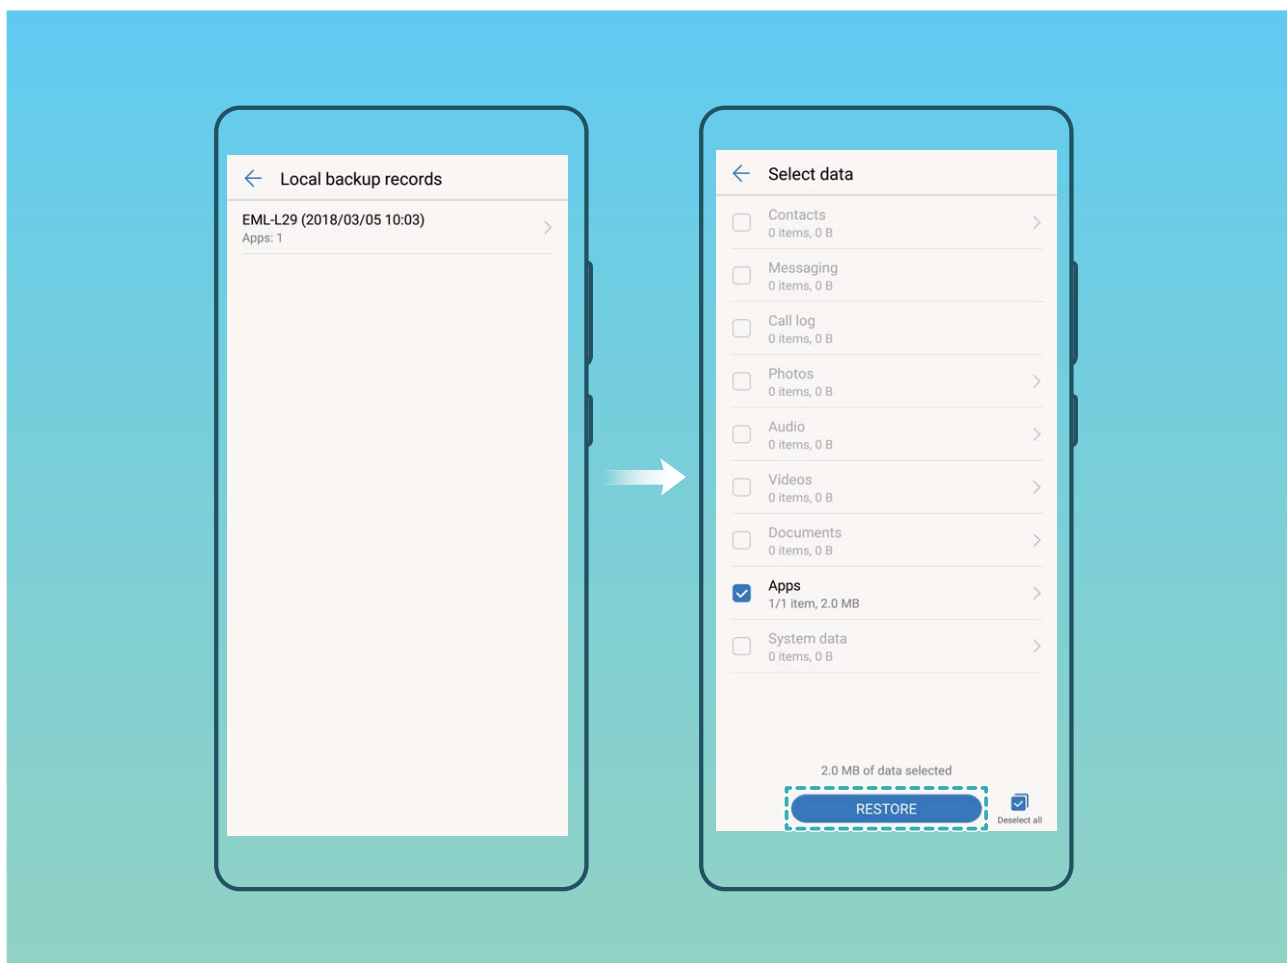 Local backup records
EML-L29 (2018/03/05 10:03)
Apps: 1
Select data
Contacts
0 items, 0 B
Messaging
0 items, 0 B
Call log
0 items, 0 B
Photos
0 items, 0 B
Audio
0 items, 0 B
Videos
0 items, 0 B
Documents
0 items, 0 B
Apps
1/1 item, 2.0 MB
System data
0 items, 0 B
2.0 MB of data selected
RESTORE
Deselect all